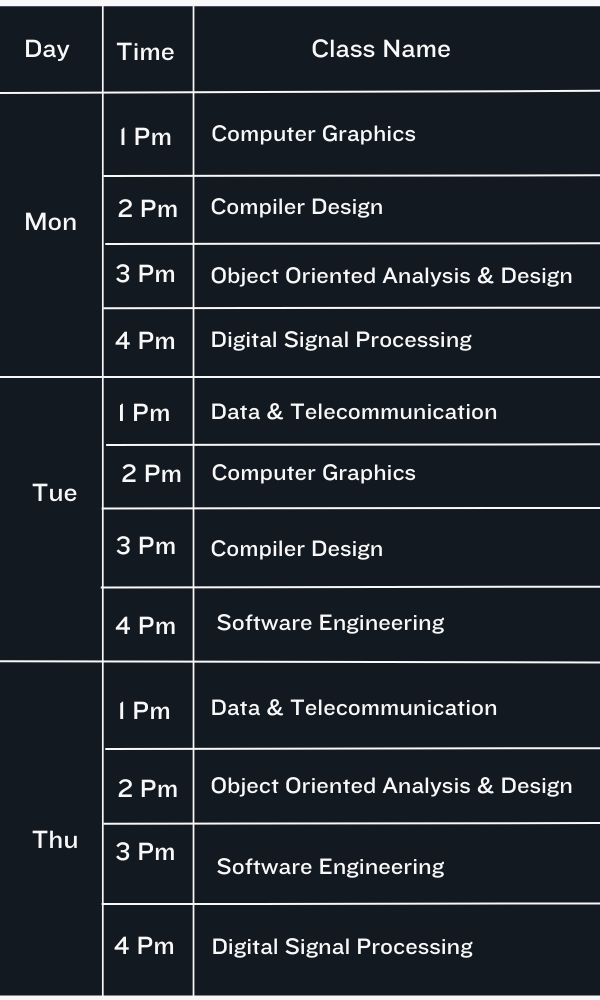 Day Time Class Name
Mon
1 Pm Computer Graphics
2 Pm Compiler Design
3 Pm Object Oriented Analysis & Design
4 Pm Digital Signal Processing
Tue
1 Pm Data & Telecommunication
2 Pm Computer Graphics
3 Pm Compiler Design
4 Pm Software Engineering
Thu
1 Pm Data & Telecommunication
2 Pm Object Oriented Analysis & Design
3 Pm Software Engineering
4 Pm Digital Signal Processing